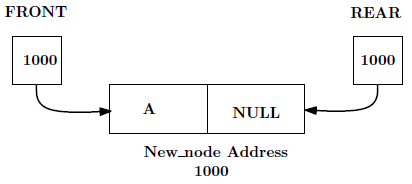 FRONT
REAR
1000
1000
A
NULL
New_node Address
1000